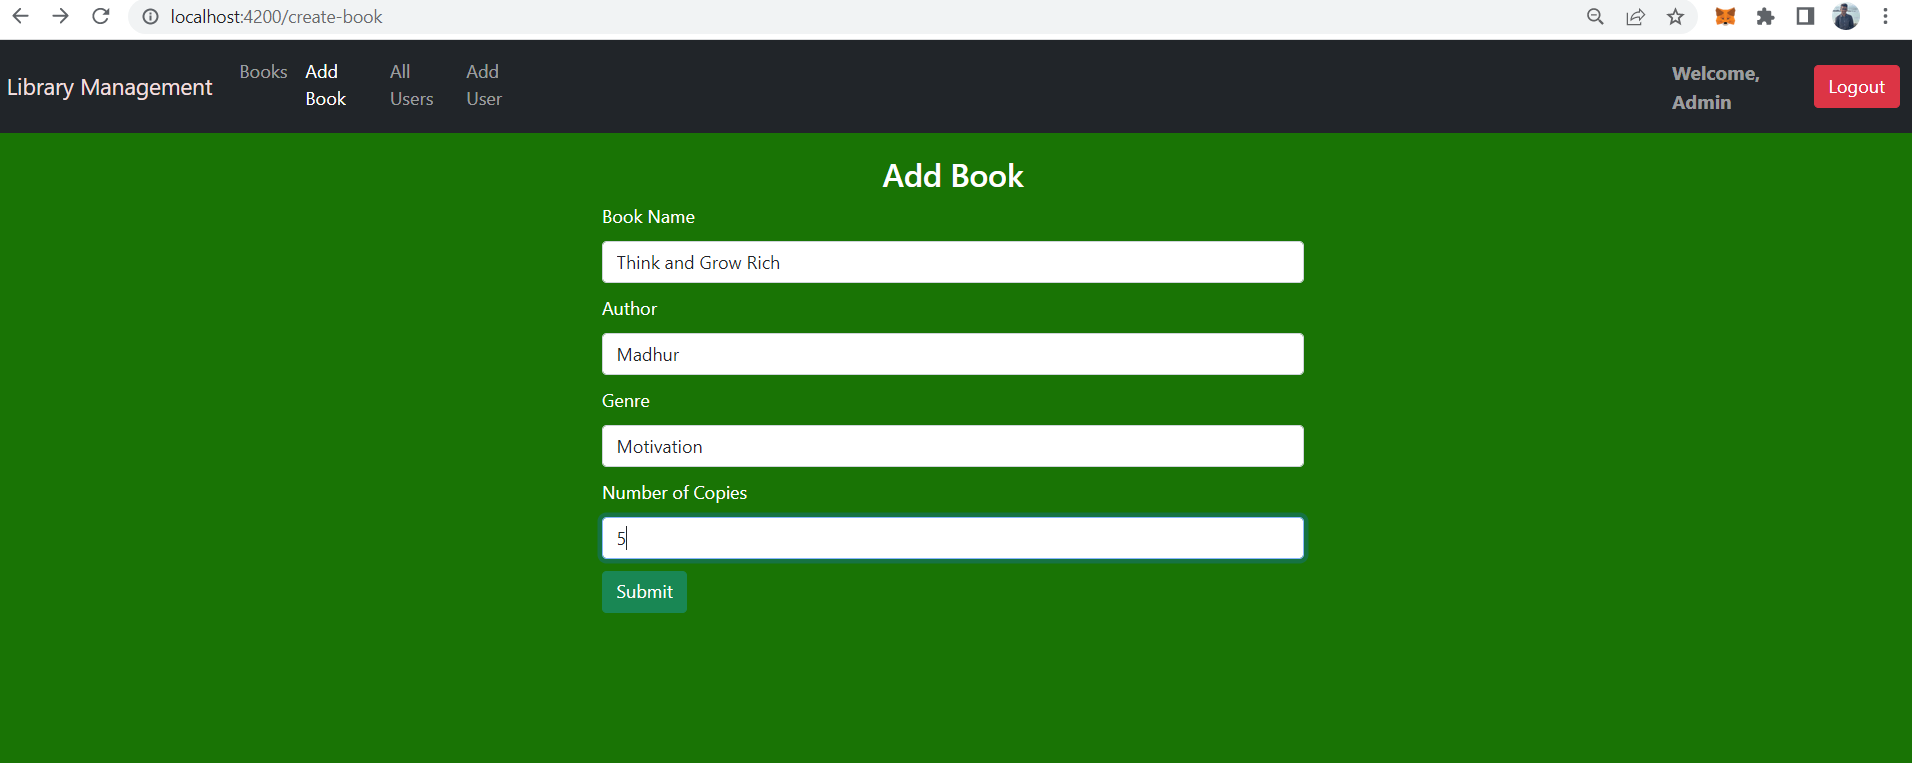 localhost:4200/create-book
Library Management
Books
Add
Book
All
Users
Add
User
Welcome,
Admin
Logout
Add Book
Book Name
Think and Grow Rich
Author
Madhur
Genre
Motivation
Number of Copies
5
Submit